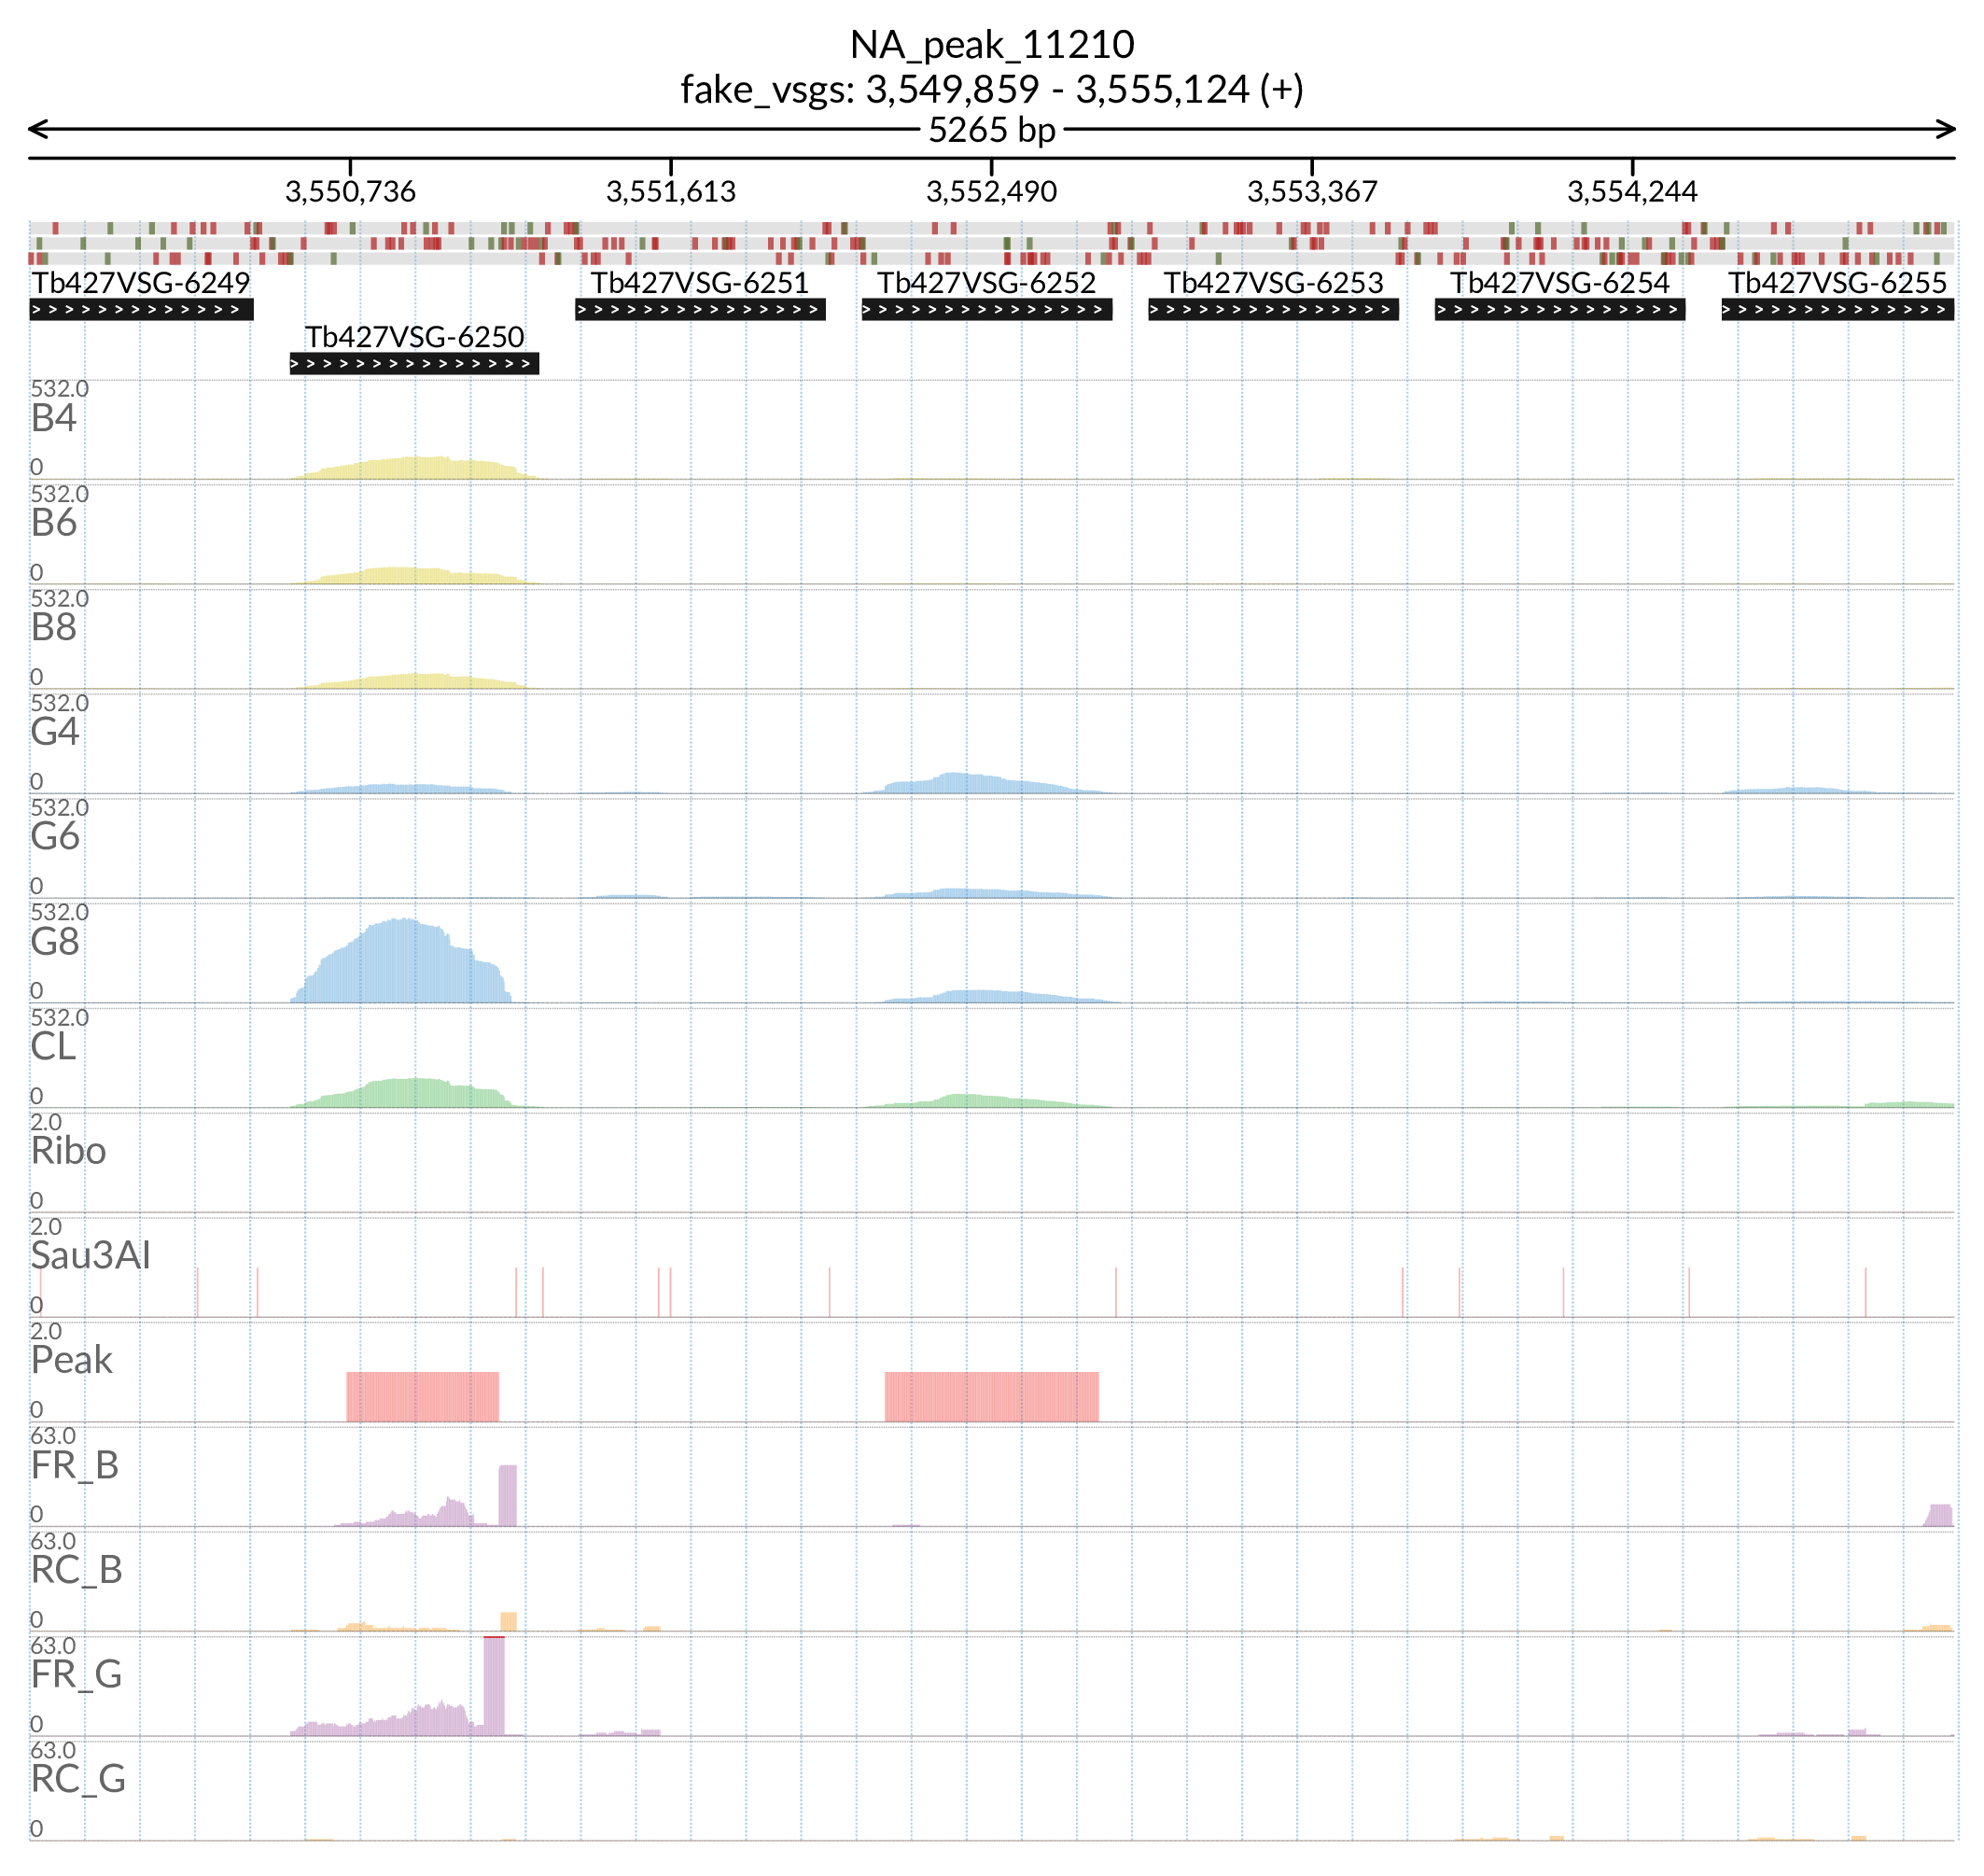 NA_peak_11210
fake_vsgs: 3,549,859 - 3,555,124 (+)
5265 bp
3,550,736 3,551,613 3,552,490 3,553,367 3,554,244
Tb427VSG-6249 Tb427VSG-6251 Tb427VSG-6252 Tb427VSG-6253 Tb427VSG-6254 Tb427VSG-6255
Tb427VSG-6250
532.0
B4
0
532.0
B6
0
532.0
B8
0
532.0
G4
0
532.0
G6
0
532.0
G8
0
532.0
CL
0
2.0
Ribo
0
2.0
Sau3AI
0
2.0
Peak
0
63.0
FR_B
0
63.0
RC_B
0
63.0
FR_G
0
63.0
RC_G
0